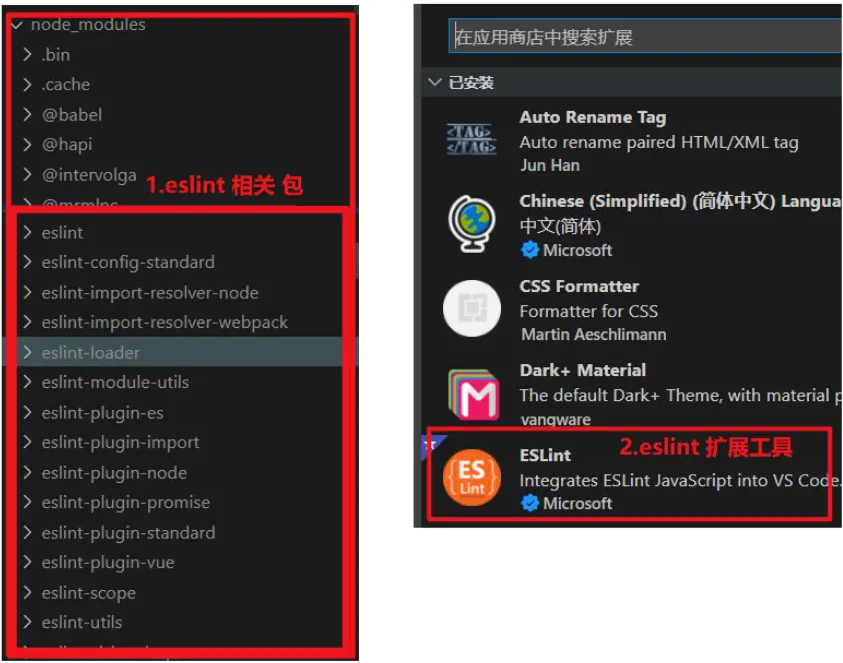 node_modules
.bin
.cache
@babel
@hapi
@intervolga
1.eslint 相关 包
@mrmlnc
eslint
eslint-config-standard
eslint-import-resolver-node
eslint-import-resolver-webpack
eslint-loader
eslint-module-utils
eslint-plugin-es
eslint-plugin-import
eslint-plugin-node
eslint-plugin-promise
eslint-plugin-standard
eslint-plugin-vue
eslint-scope
eslint-utils
在应用商店中搜索扩展
已安装
<TAG>
</TAG>
Auto Rename Tag
Auto rename paired HTML/XML tag
Jun Han
Chinese (Simplified) (简体中文) Langua
中文(简体)
Microsoft
CSS Formatter
Formatter for CSS
Martin Aeschlimann
Dark+ Material
The default Dark+ Theme, with material p
vangware
2.eslint 扩展工具
ES
Lint
ESLint
Integrates ESLint JavaScript into VS Code.
Microsoft